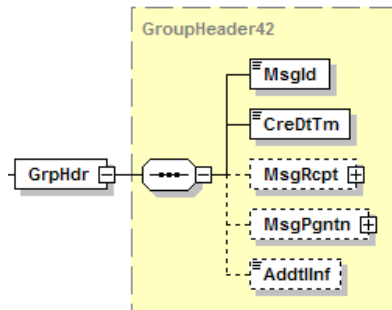 GroupHeader42
MsgId
CreDtTm
GrpHdr
MsgRcpt
MsgPgntn
AddtlInf